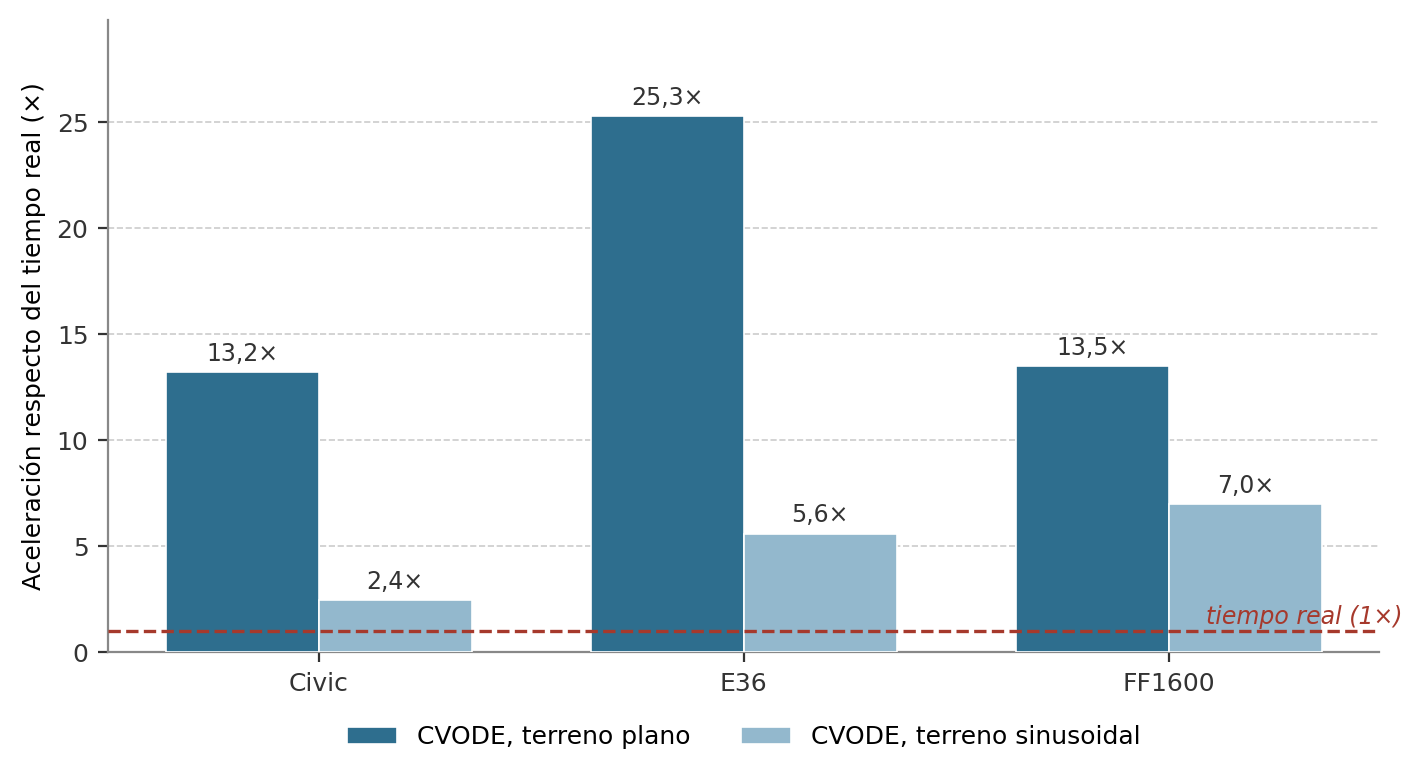 Aceleración respecto del tiempo real (×)
25
20
15
10
5
0
13,2×
2,4×
25,3×
5,6×
13,5×
7,0×
tiempo real (1×)
Civic
E36
FF1600
CVODE, terreno plano
CVODE, terreno sinusoidal